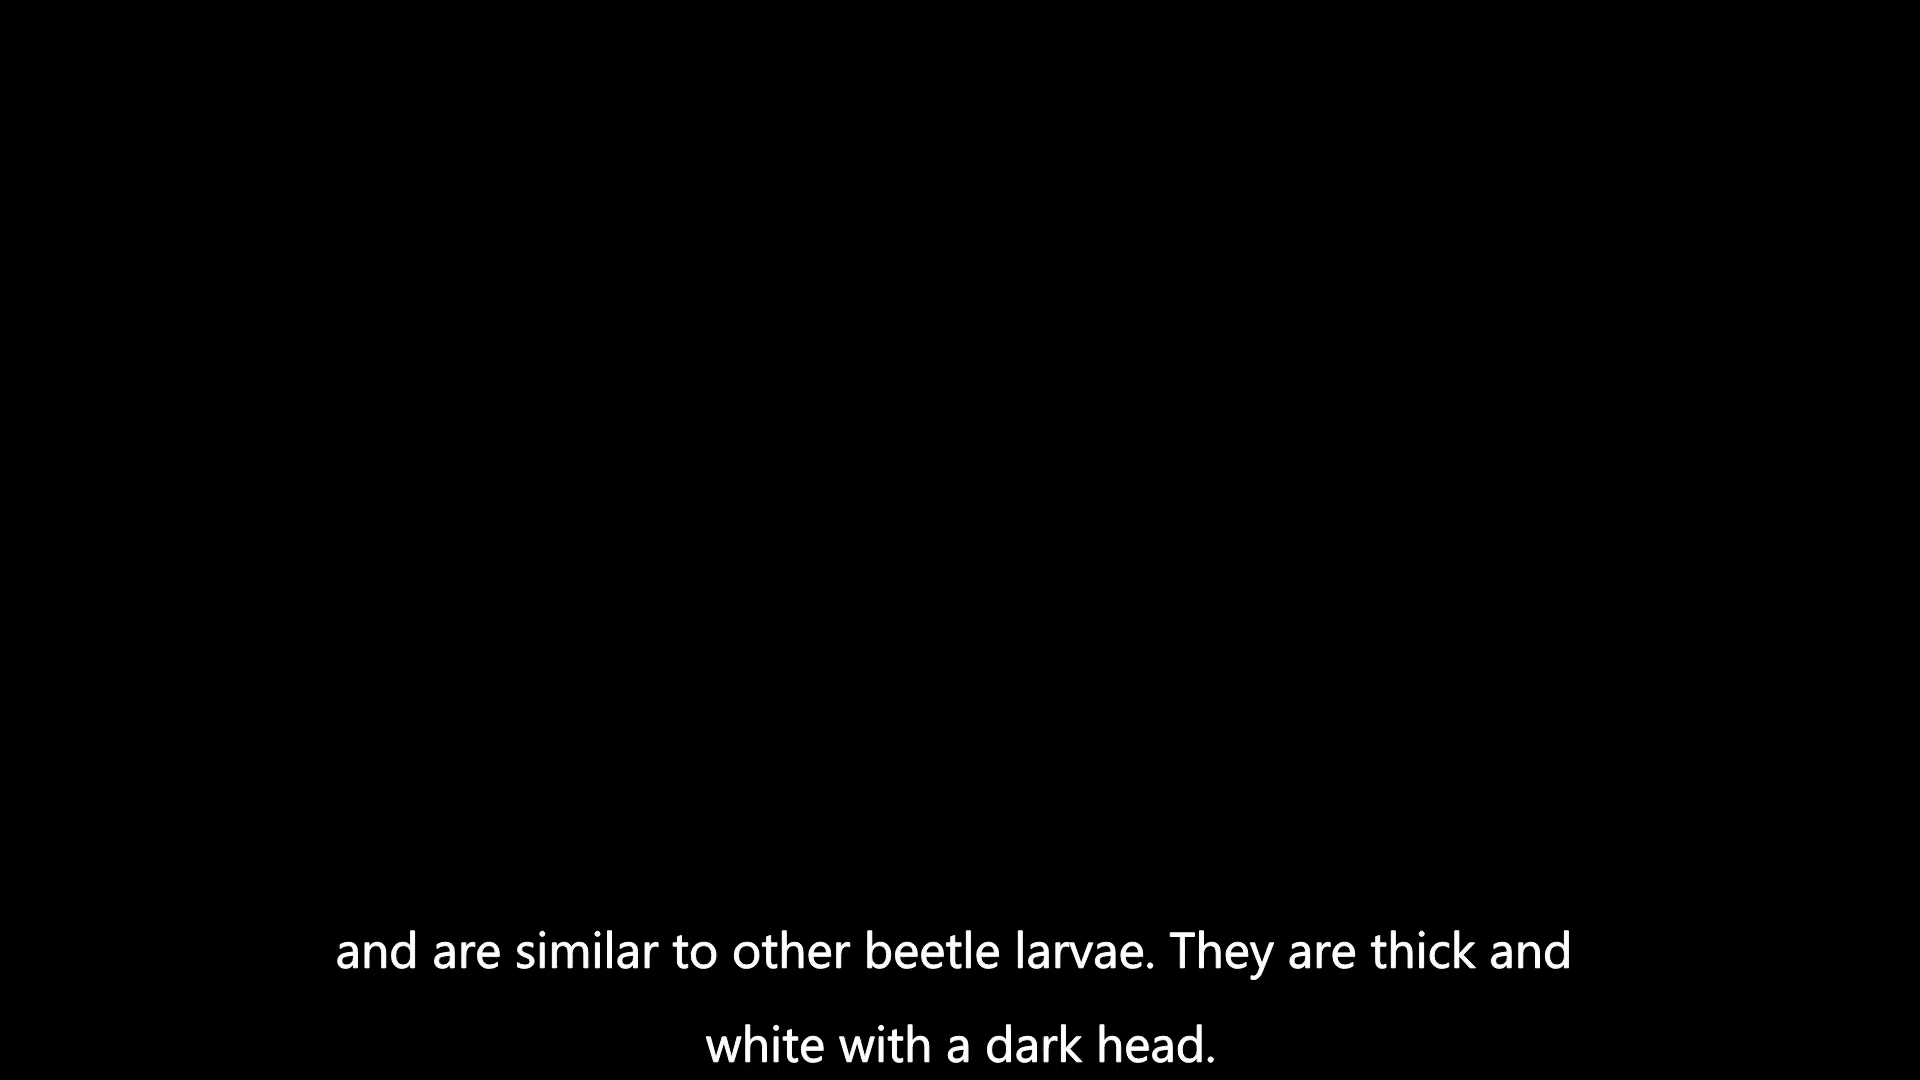 and are similar to other beetle larvae. They are thick and
white with a dark head.